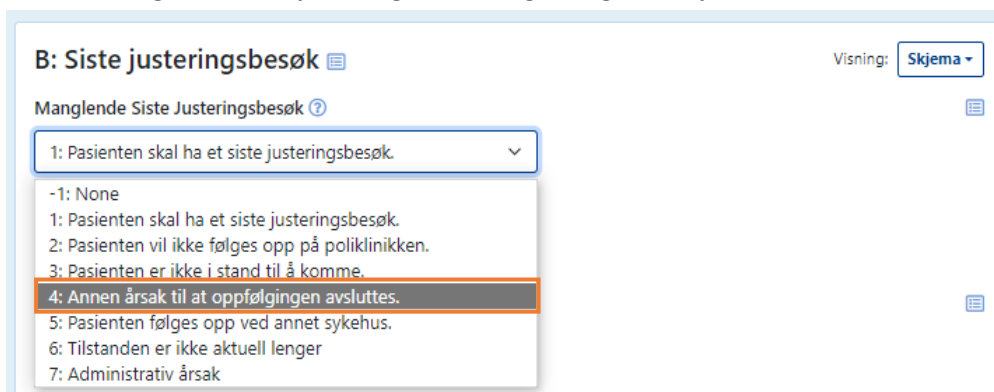 B: Siste justeringsbesøk
Visning: Skjema
Manglende Siste Justeringsbesøk ?
1: Pasienten skal ha et siste justeringsbesøk.
-1: None
1: Pasienten skal ha et siste justeringsbesøk.
2: Pasienten vil ikke følges opp på poliklinikken.
3: Pasienten er ikke i stand til å komme.
4: Annen årsak til at oppfølgingen avsluttes.
5: Pasienten følges opp ved annet sykehus.
6: Tilstanden er ikke aktuell lenger
7: Administrativ årsak